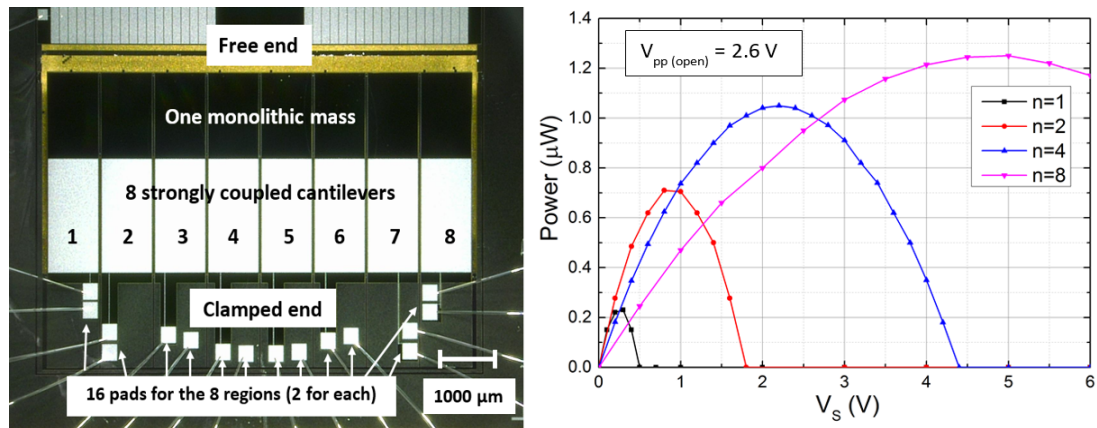 Free end
One monolithic mass
8 strongly coupled cantilevers
1 2 3 4 5 6 7 8
Clamped end
16 pads for the 8 regions (2 for each)
1000 μm
V_pp (open) = 2.6 V
n=1
n=2
n=4
n=8
Power (μW)
1.4
1.2
1.0
0.8
0.6
0.4
0.2
0.0
0 1 2 3 4 5 6
V_S (V)